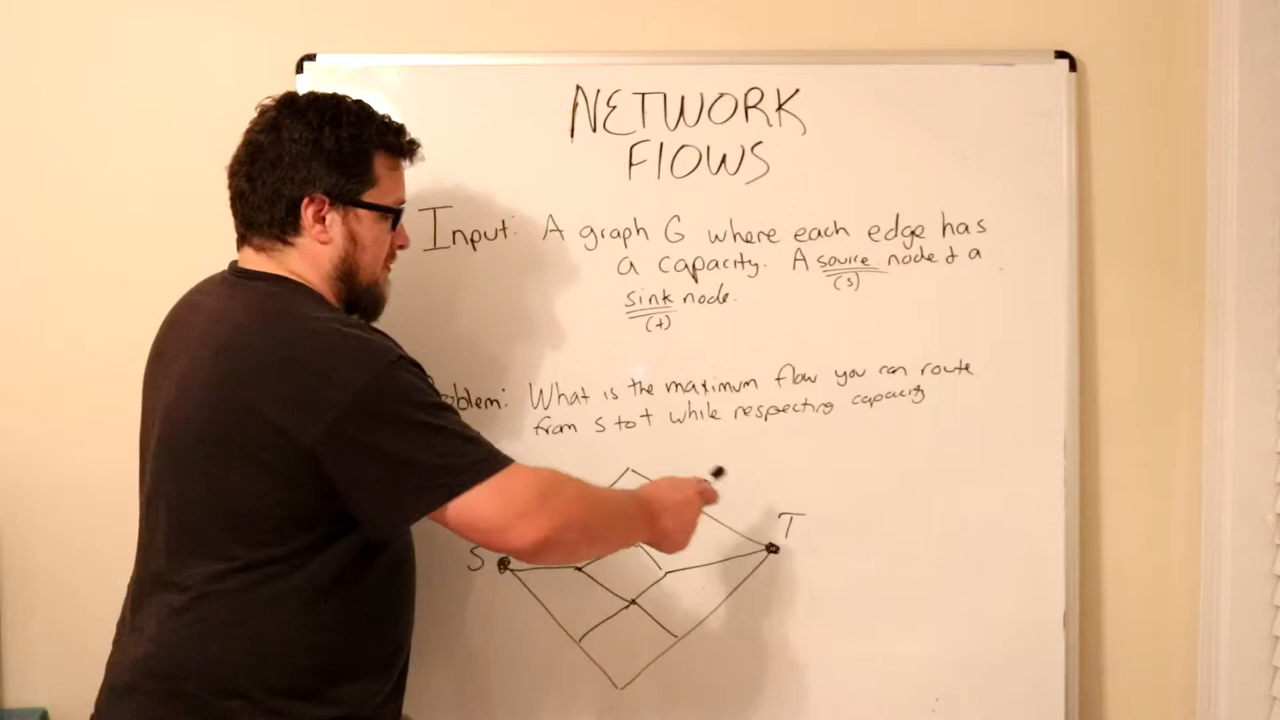 NETWORK
FLOWS
Input: A graph G where each edge has
a capacity. A source node & a
(s)
sink node.
(t)
oblem: What is the maximum flow you can route
from s to t while respecting capacity
S
T